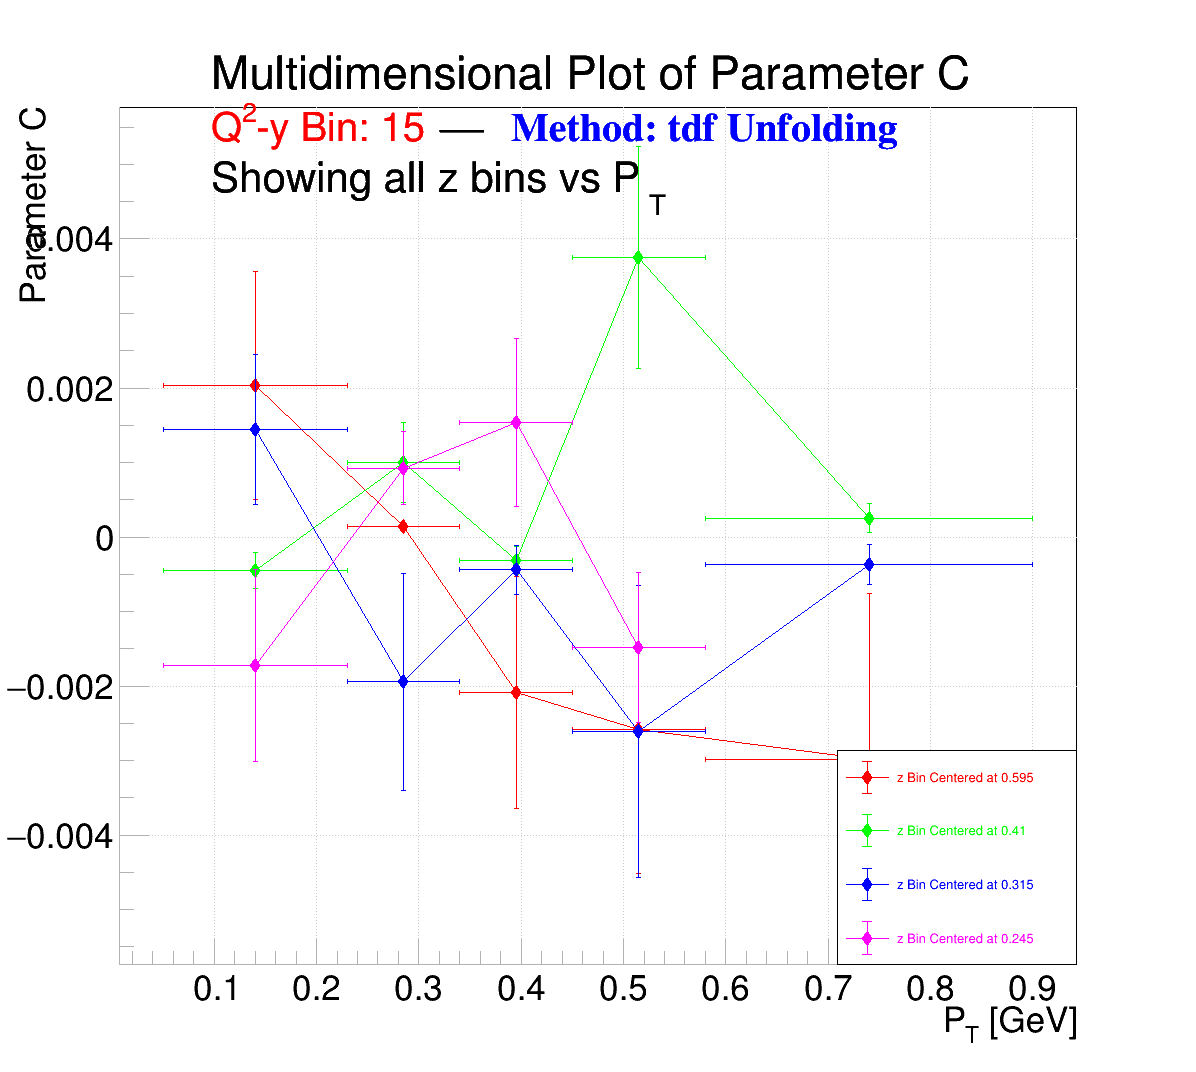 Multidimensional Plot of Parameter C
Q²-y Bin: 15 — Method: tdf Unfolding
Showing all z bins vs P_T
Parameter C
0.004
0.002
0
−0.002
−0.004
z Bin Centered at 0.595
z Bin Centered at 0.41
z Bin Centered at 0.315
z Bin Centered at 0.245
0.1 0.2 0.3 0.4 0.5 0.6 0.7 0.8 0.9
P_T [GeV]